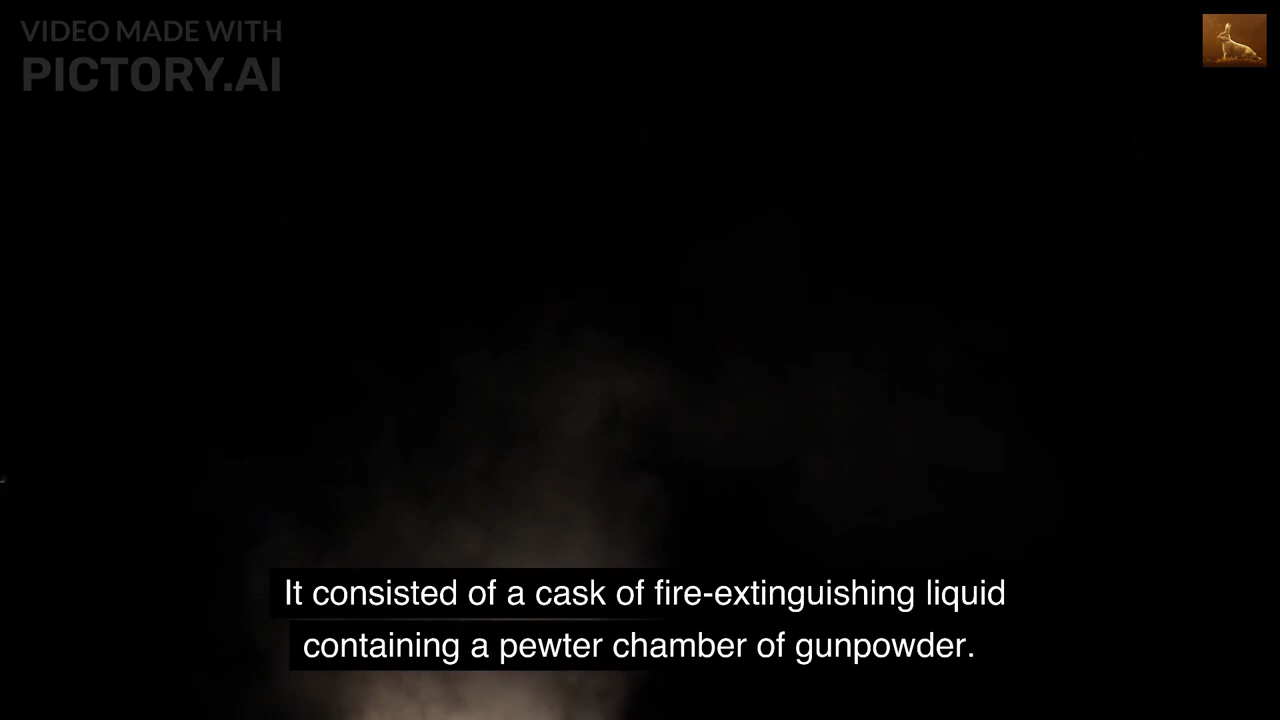 VIDEO MADE WITH
PICTORY.AI
It consisted of a cask of fire-extinguishing liquid
containing a pewter chamber of gunpowder.